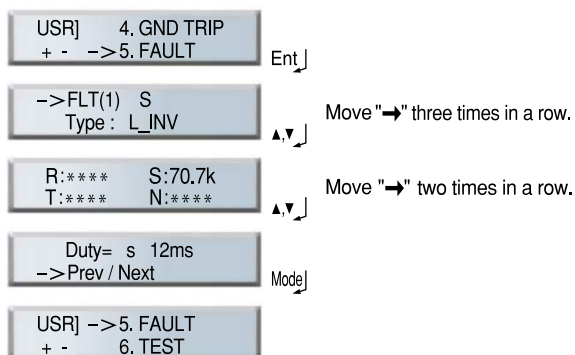 USR] 4. GND TRIP
+ - ->5. FAULT
Ent
->FLT(1) S
Type : L_INV
▲,▼
Move "→" three times in a row.
R:**** S:70.7k
T:**** N:****
▲,▼
Move "→" two times in a row.
Duty= s 12ms
->Prev / Next
Mode
USR] ->5. FAULT
+ - 6. TEST